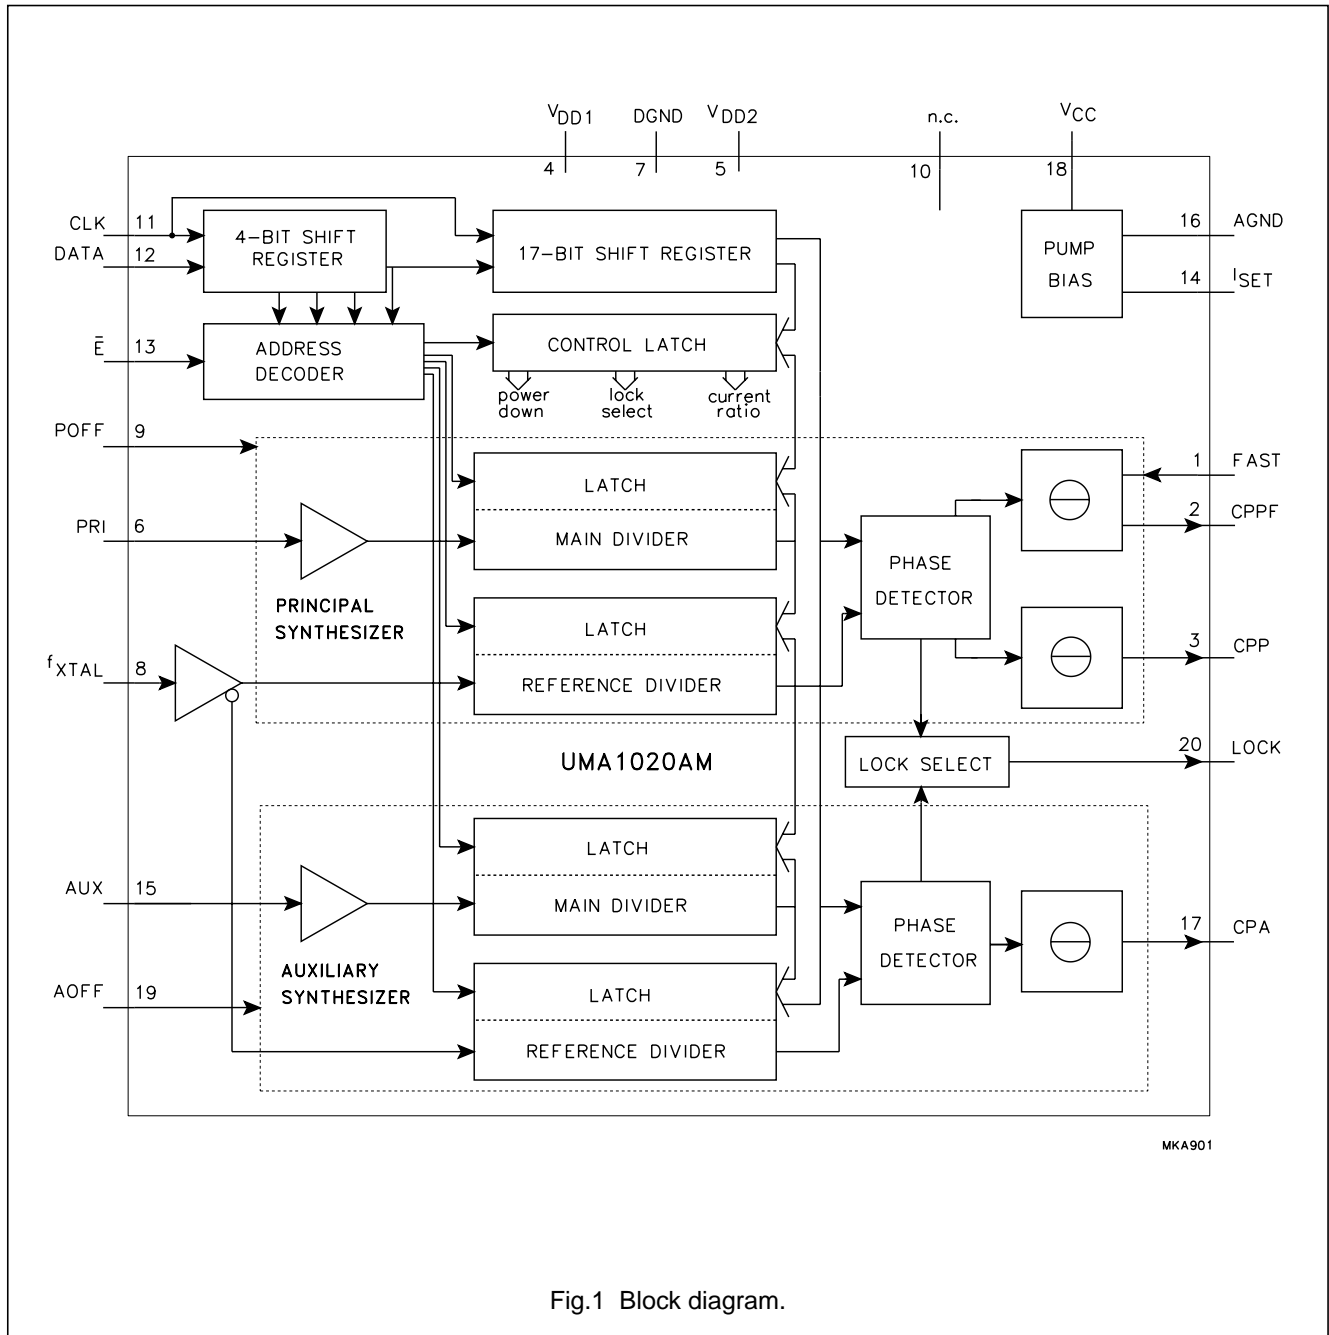 VDD1 DGND VDD2 n.c. VCC
4 7 5 10 18
CLK 11
DATA 12
4-BIT SHIFT
REGISTER
17-BIT SHIFT REGISTER
PUMP
BIAS
16 AGND
14 ISET
Ē 13
ADDRESS
DECODER
CONTROL LATCH
power
down
lock
select
current
ratio
POFF 9
PRI 6
LATCH
MAIN DIVIDER
PRINCIPAL
SYNTHESIZER
LATCH
REFERENCE DIVIDER
PHASE
DETECTOR
1 FAST
2 CPPF
3 CPP
fXTAL 8
UMA1020AM
LOCK SELECT
20 LOCK
AUX 15
LATCH
MAIN DIVIDER
AUXILIARY
SYNTHESIZER
AOFF 19
LATCH
REFERENCE DIVIDER
PHASE
DETECTOR
17 CPA
MKA901
Fig.1 Block diagram.